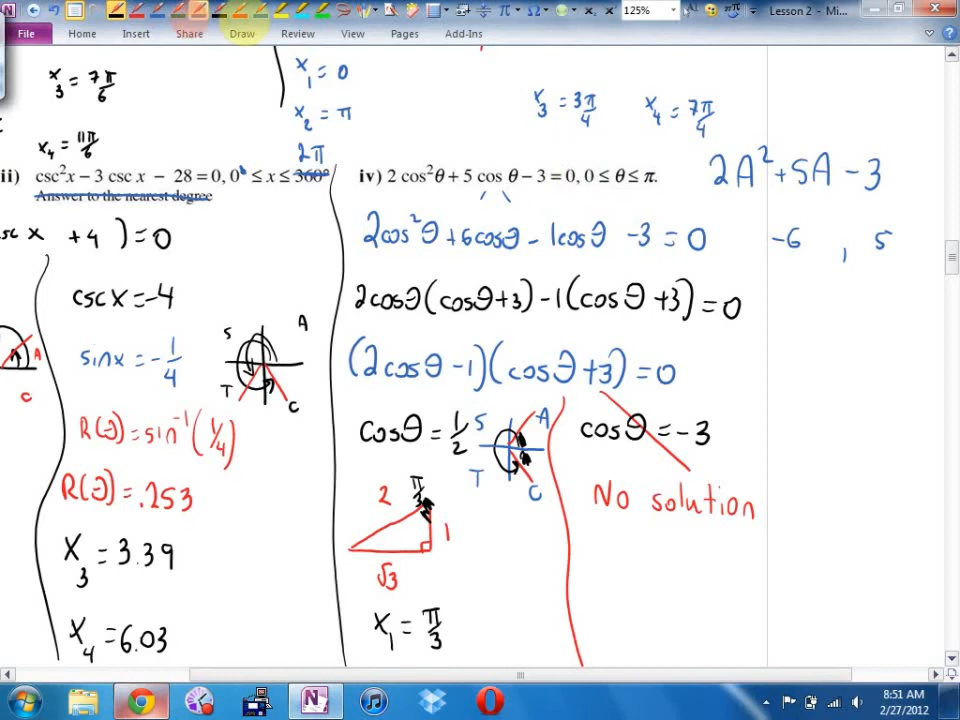 125%
Lesson 2 - Mi...
File Home Insert Share Draw Review View Pages Add-Ins
x₃ = 7π/6
x₄ = 11π/6
x₁ = 0
x₂ = π
x₃ = 3π/4 x₄ = 7π/4
2π
ii) csc²x − 3 csc x − 28 = 0, 0° ≤ x ≤ 360°
Answer to the nearest degree
sc x + 4 ) = 0
csc x = -4
sin x = -1/4
S A
T C
A
C
R(θ) = sin⁻¹(1/4)
R(θ) = .253
x₃ = 3.39
x₄ = 6.03
iv) 2 cos²θ + 5 cos θ − 3 = 0, 0 ≤ θ ≤ π.
2A² + 5A - 3
-6 , 5
2cos²θ + 6cosθ - 1cosθ - 3 = 0
2cosθ(cosθ + 3) - 1(cosθ + 3) = 0
(2cosθ - 1)(cosθ + 3) = 0
cosθ = 1/2
S A
T C
cosθ = -3
No solution
2 π/3 1
√3
x₁ = π/3
8:51 AM
2/27/2012